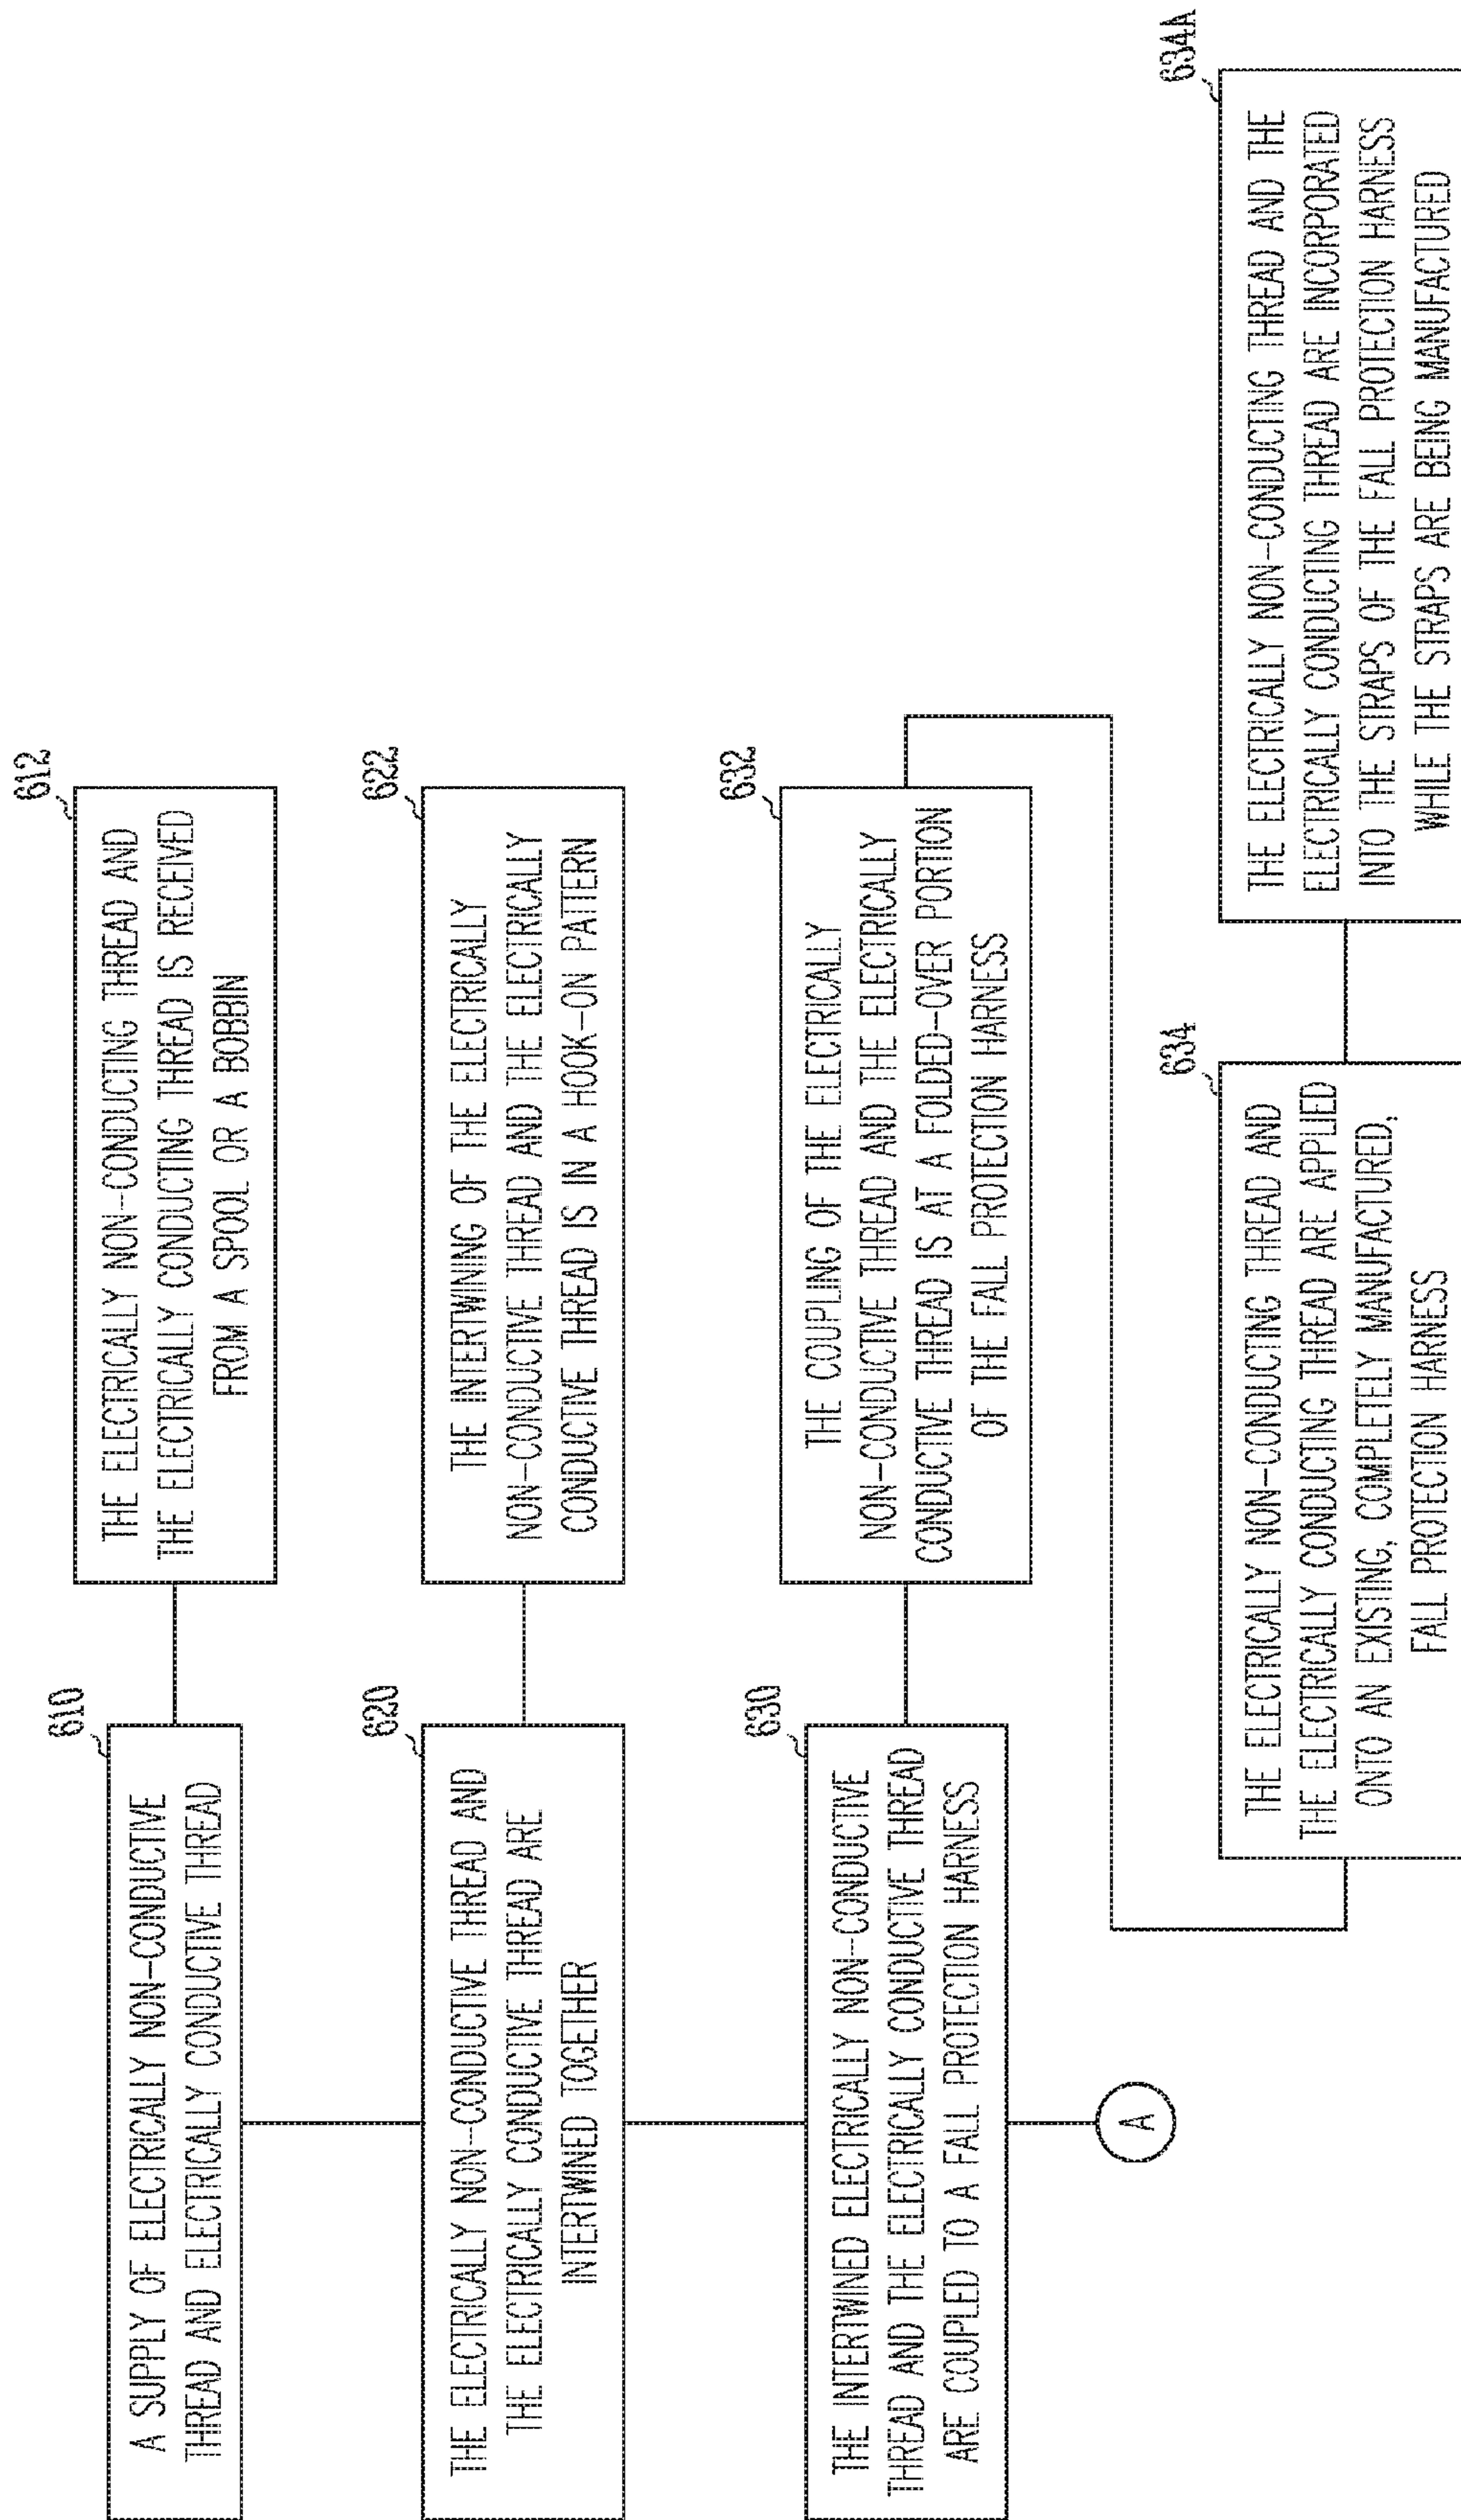 610
A SUPPLY OF ELECTRICALLY NON-CONDUCTIVE
THREAD AND ELECTRICALLY CONDUCTIVE THREAD
612
THE ELECTRICALLY NON-CONDUCTING THREAD AND
THE ELECTRICALLY CONDUCTING THREAD IS RECEIVED
FROM A SPOOL OR A BOBBIN
620
THE ELECTRICALLY NON-CONDUCTIVE THREAD AND
THE ELECTRICALLY CONDUCTIVE THREAD ARE
INTERTWINED TOGETHER
622
THE INTERTWINING OF THE ELECTRICALLY
NON-CONDUCTIVE THREAD AND THE ELECTRICALLY
CONDUCTIVE THREAD IS IN A HOOK-ON PATTERN
630
THE INTERTWINED ELECTRICALLY NON-CONDUCTIVE
THREAD AND THE ELECTRICALLY CONDUCTIVE THREAD
ARE COUPLED TO A FALL PROTECTION HARNESS
632
THE COUPLING OF THE ELECTRICALLY
NON-CONDUCTIVE THREAD AND THE ELECTRICALLY
CONDUCTIVE THREAD IS AT A FOLDED-OVER PORTION
OF THE FALL PROTECTION HARNESS
A
634
THE ELECTRICALLY NON-CONDUCTING THREAD AND
THE ELECTRICALLY CONDUCTING THREAD ARE APPLIED
ONTO AN EXISTING, COMPLETELY MANUFACTURED,
FALL PROTECTION HARNESS
634A
THE ELECTRICALLY NON-CONDUCTING THREAD AND THE
ELECTRICALLY CONDUCTING THREAD ARE INCORPORATED
INTO THE STRAPS OF THE FALL PROTECTION HARNESS
WHILE THE STRAPS ARE BEING MANUFACTURED